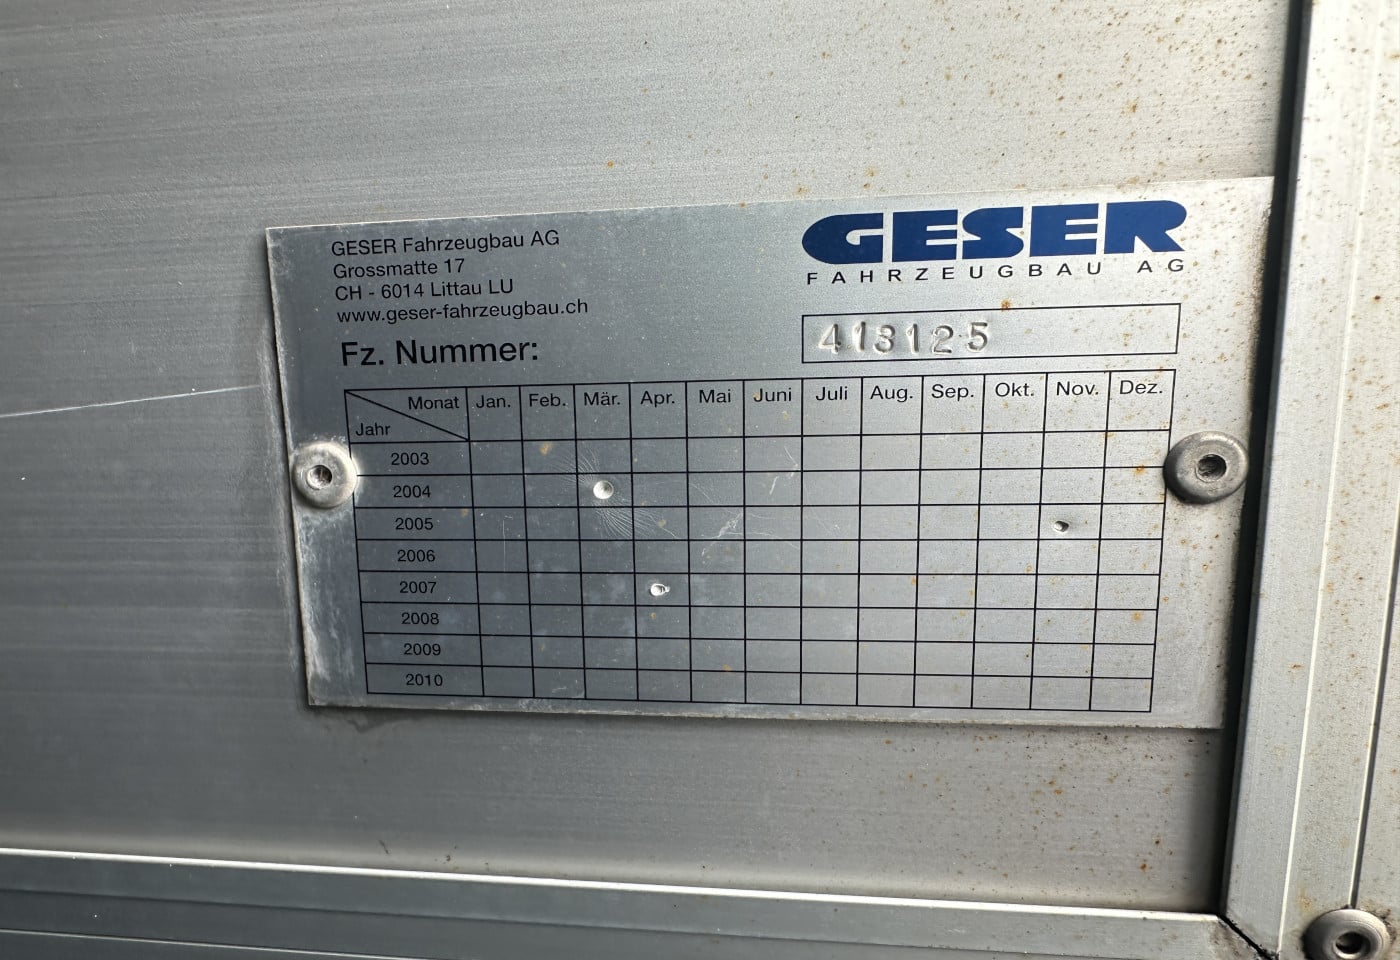 GESER Fahrzeugbau AG
Grossmatte 17
CH - 6014 Littau LU
www.geser-fahrzeugbau.ch
GESER
FAHRZEUGBAU AG
Fz. Nummer: 413125
Monat Jan. Feb. Mär. Apr. Mai Juni Juli Aug. Sep. Okt. Nov. Dez.
Jahr
2003
2004
2005
2006
2007
2008
2009
2010